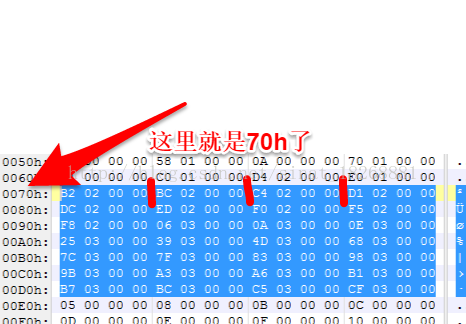 这里就是70h了
0050h: 00 00 00 58 01 00 00 0A 00 00 00 70 01 00 00 .
0060h: 00 00 00 C0 01 00 00 D4 02 00 00 E0 01 00 00 .
0070h: B2 02 00 00 BC 02 00 00 C4 02 00 00 D1 02 00 00 ²
0080h: DC 02 00 00 ED 02 00 00 F0 02 00 00 F5 02 00 00 Ü
0090h: F8 02 00 00 06 03 00 00 0A 03 00 00 0E 03 00 00 ø
00A0h: 25 03 00 00 39 03 00 00 4D 03 00 00 68 03 00 00 %
00B0h: 7C 03 00 00 7F 03 00 00 83 03 00 00 98 03 00 00 |
00C0h: 9B 03 00 00 A3 03 00 00 A6 03 00 00 B1 03 00 00 ›
00D0h: B7 03 00 00 BC 03 00 00 C5 03 00 00 CF 03 00 00 ·
00E0h: 05 00 00 00 08 00 00 00 0B 00 00 00 0C 00 00 00 .
00F0h: 0D 00 00 00 0E 00 00 00 0F 00 00 00 10 00 00 00 .